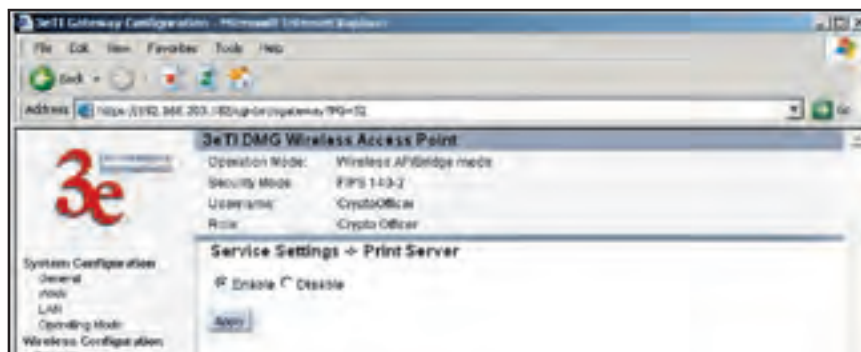 3eTI Gateway Configuration - Microsoft Internet Explorer
File Edit View Favorites Tools Help
Back
Address
Go
3e
3eTI DMG Wireless Access Point
Operation Mode: Wireless AP/Bridge mode
Security Mode: FIPS 140-2
Username: CryptoOfficer
Role: Crypto Officer
Service Settings -> Print Server
Enable Disable
Apply
System Configuration
General
WAN
LAN
Operating Mode
Wireless Configuration